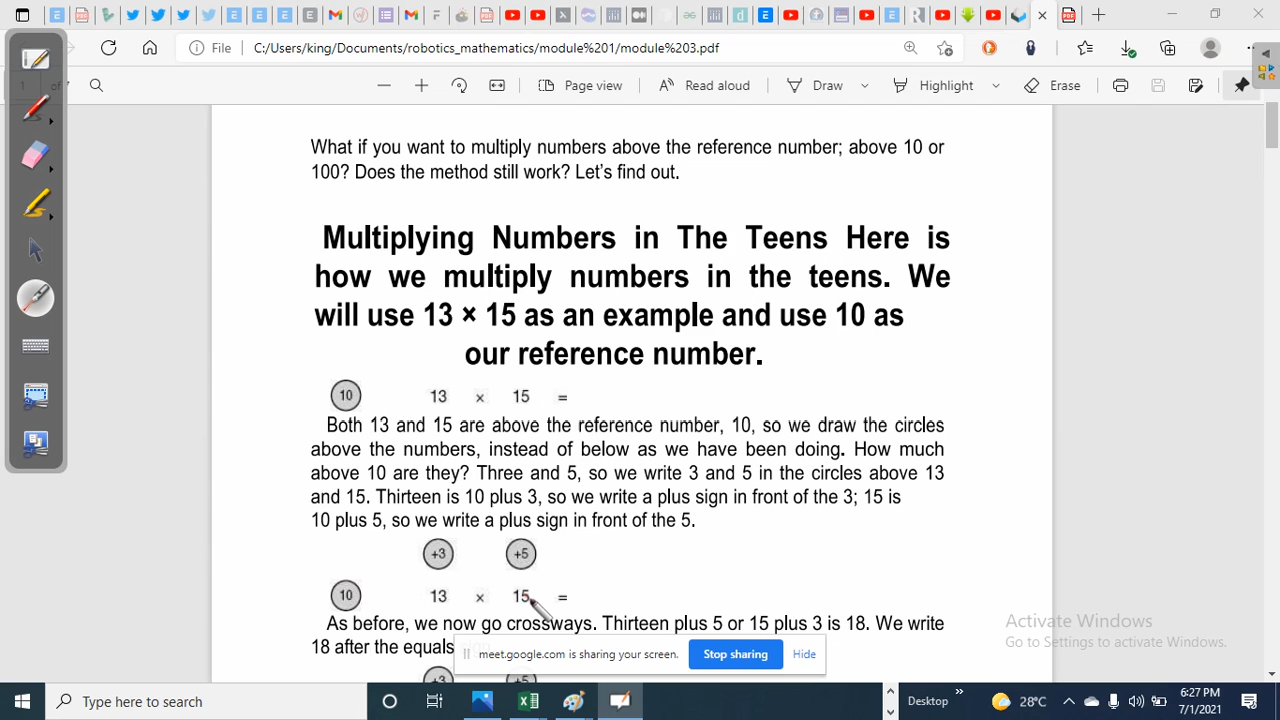 File C:/Users/king/Documents/robotics_mathematics/module%201/module%203.pdf
1 of 7 Page view Read aloud Draw Highlight Erase
What if you want to multiply numbers above the reference number; above 10 or
100? Does the method still work? Let's find out.
Multiplying Numbers in The Teens Here is
how we multiply numbers in the teens. We
will use 13 × 15 as an example and use 10 as
our reference number.
10 13 × 15 =
Both 13 and 15 are above the reference number, 10, so we draw the circles
above the numbers, instead of below as we have been doing. How much
above 10 are they? Three and 5, so we write 3 and 5 in the circles above 13
and 15. Thirteen is 10 plus 3, so we write a plus sign in front of the 3; 15 is
10 plus 5, so we write a plus sign in front of the 5.
+3 +5
10 13 × 15 =
As before, we now go crossways. Thirteen plus 5 or 15 plus 3 is 18. We write
18 after the equals
+3 +5
meet.google.com is sharing your screen. Stop sharing Hide
Activate Windows
Go to Settings to activate Windows.
Type here to search Desktop 28°C 6:27 PM
7/1/2021